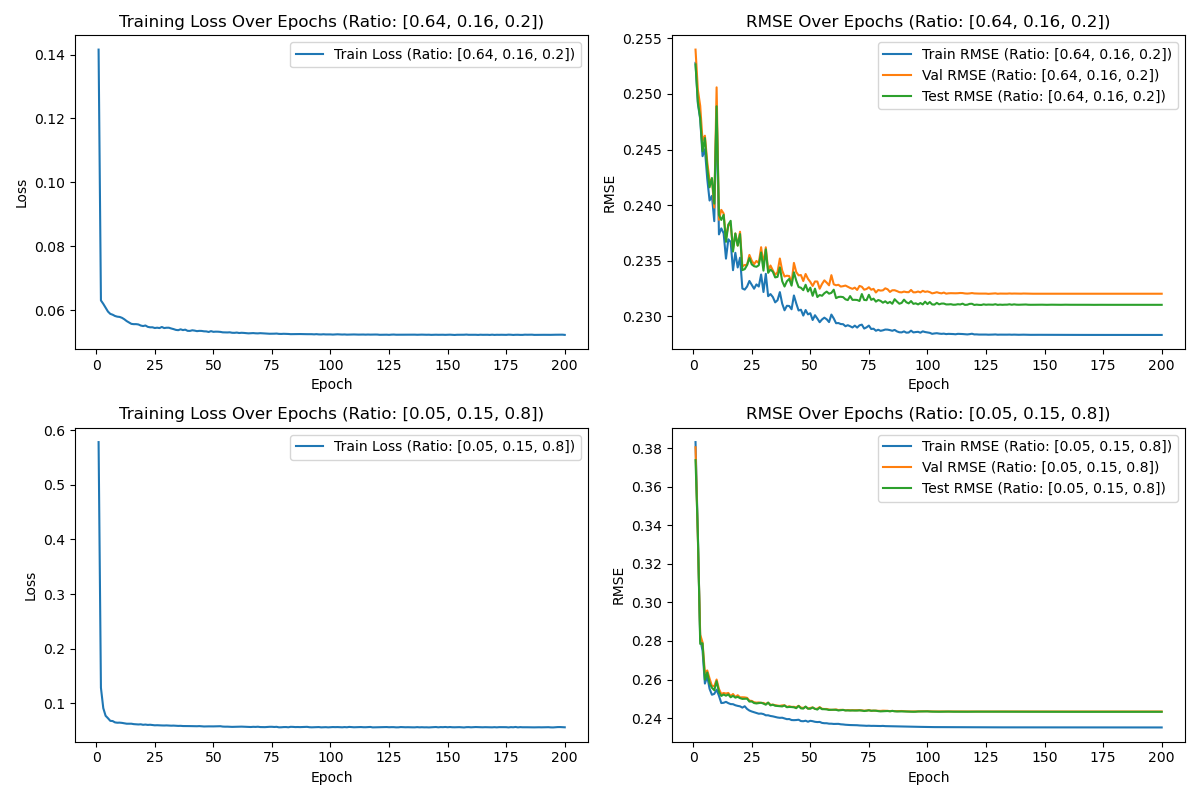 Training Loss Over Epochs (Ratio: [0.64, 0.16, 0.2])
Train Loss (Ratio: [0.64, 0.16, 0.2])
0.14
0.12
0.10
0.08
0.06
Loss
0 25 50 75 100 125 150 175 200
Epoch
RMSE Over Epochs (Ratio: [0.64, 0.16, 0.2])
Train RMSE (Ratio: [0.64, 0.16, 0.2])
Val RMSE (Ratio: [0.64, 0.16, 0.2])
Test RMSE (Ratio: [0.64, 0.16, 0.2])
0.255
0.250
0.245
0.240
0.235
0.230
RMSE
0 25 50 75 100 125 150 175 200
Epoch
Training Loss Over Epochs (Ratio: [0.05, 0.15, 0.8])
Train Loss (Ratio: [0.05, 0.15, 0.8])
0.6
0.5
0.4
0.3
0.2
0.1
Loss
0 25 50 75 100 125 150 175 200
Epoch
RMSE Over Epochs (Ratio: [0.05, 0.15, 0.8])
Train RMSE (Ratio: [0.05, 0.15, 0.8])
Val RMSE (Ratio: [0.05, 0.15, 0.8])
Test RMSE (Ratio: [0.05, 0.15, 0.8])
0.38
0.36
0.34
0.32
0.30
0.28
0.26
0.24
RMSE
0 25 50 75 100 125 150 175 200
Epoch